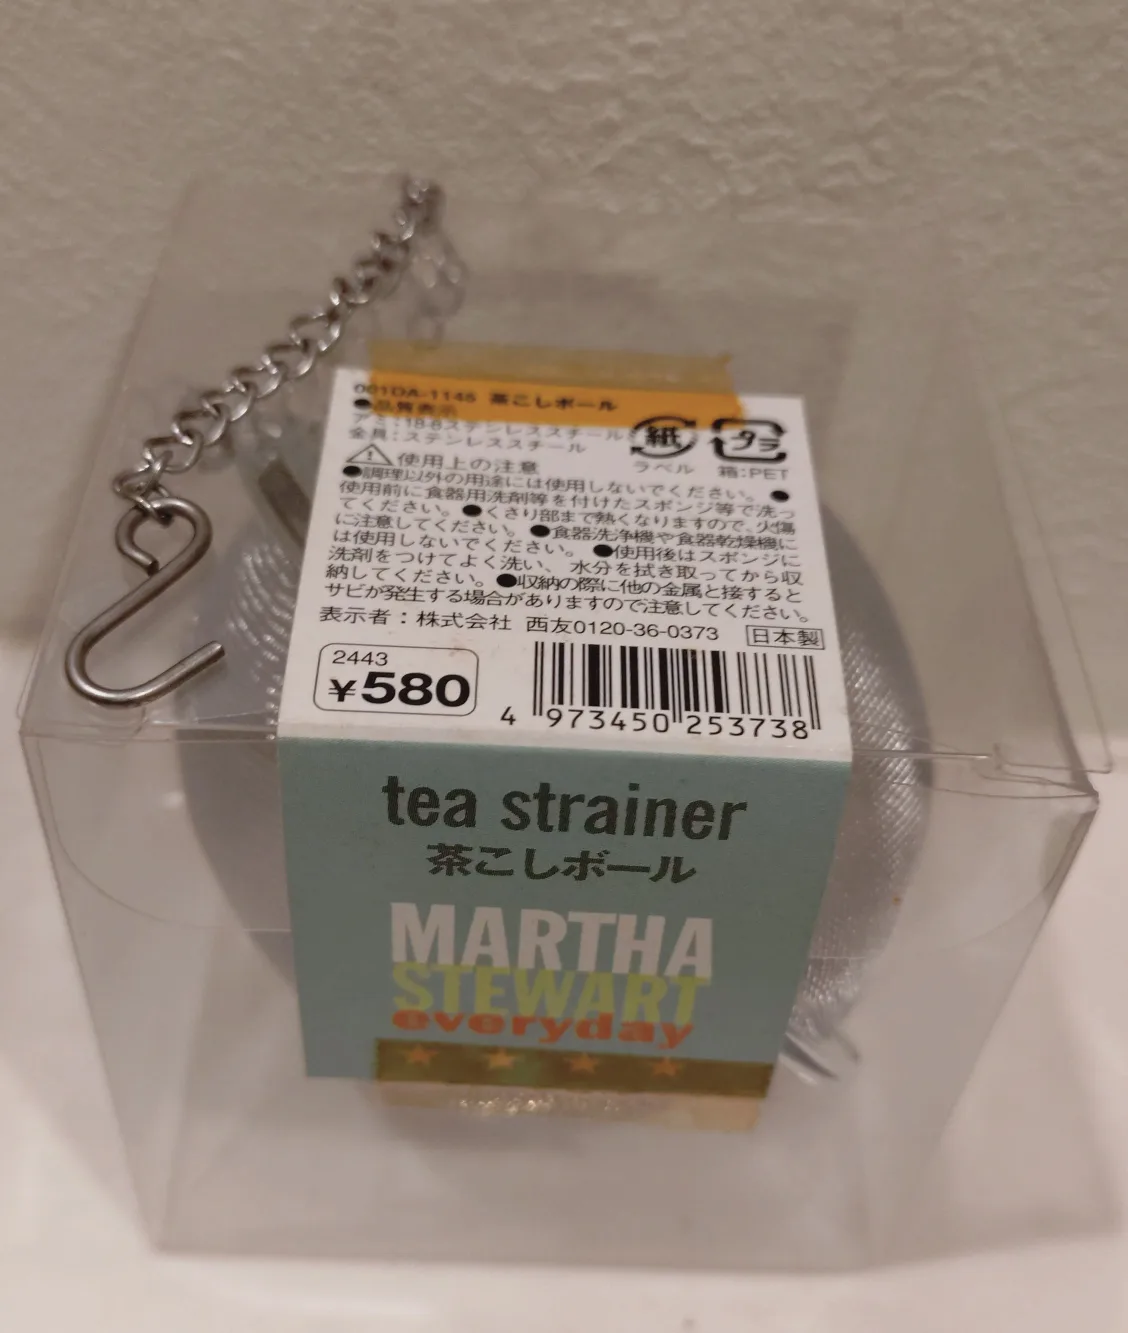 001DA-1145 茶こしボール
●品質表示
アミ:18-8ステンレススチール
金具:ステンレススチール
紙
ラベル
プラ
箱:PET
使用上の注意
●調理以外の用途には使用しないでください。●
使用前に食器用洗剤等を付けたスポンジ等で洗っ
てください。●くさり部まで熱くなりますので、火傷
に注意してください。●食器洗浄機や食器乾燥機に
は使用しないでください。●使用後はスポンジに
洗剤をつけてよく洗い、水分を拭き取ってから収
納してください。●収納の際に他の金属と接すると
サビが発生する場合がありますので注意してください。
表示者:株式会社 西友0120-36-0373 日本製
2443
¥580
4 973450 253738
tea strainer
茶こしボール
MARTHA
STEWART
everyday